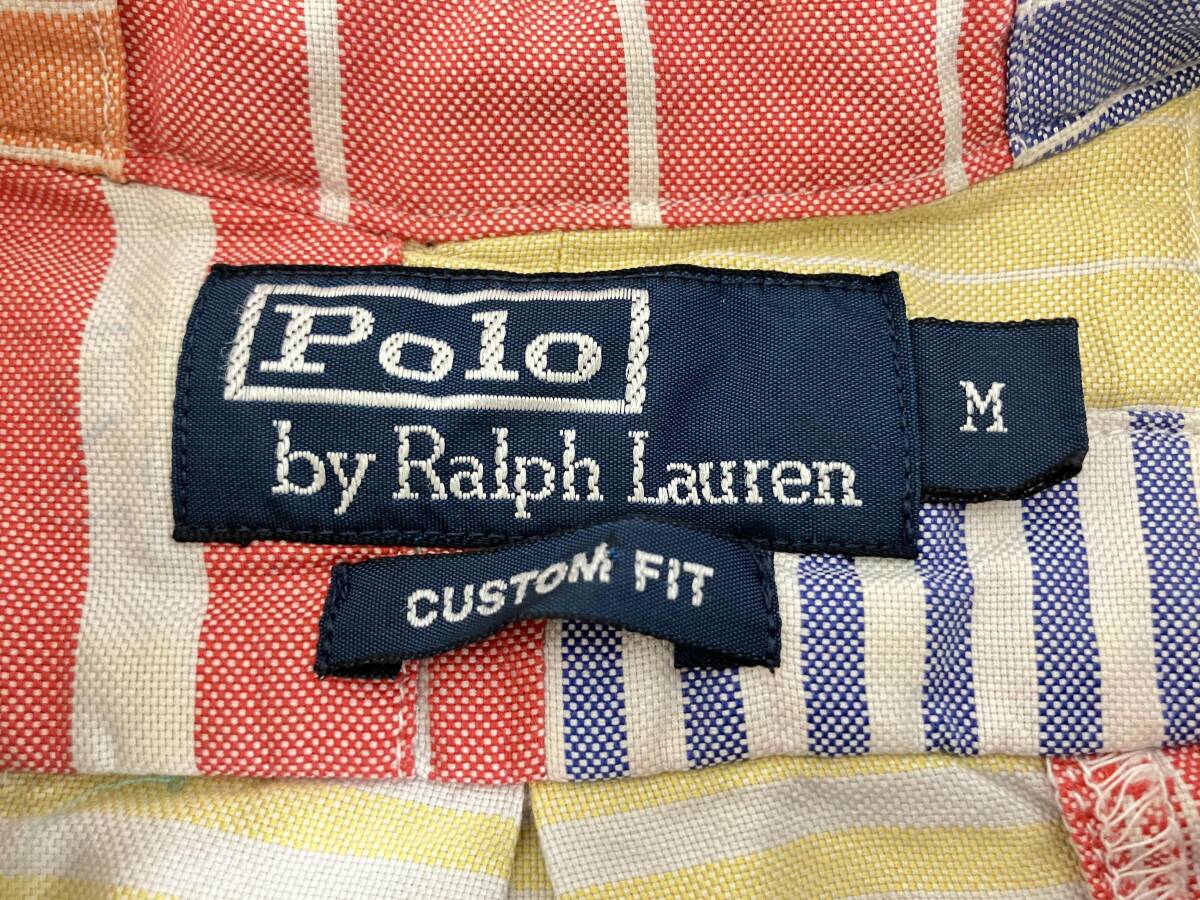 Polo
by Ralph Lauren
M
CUSTOM FIT